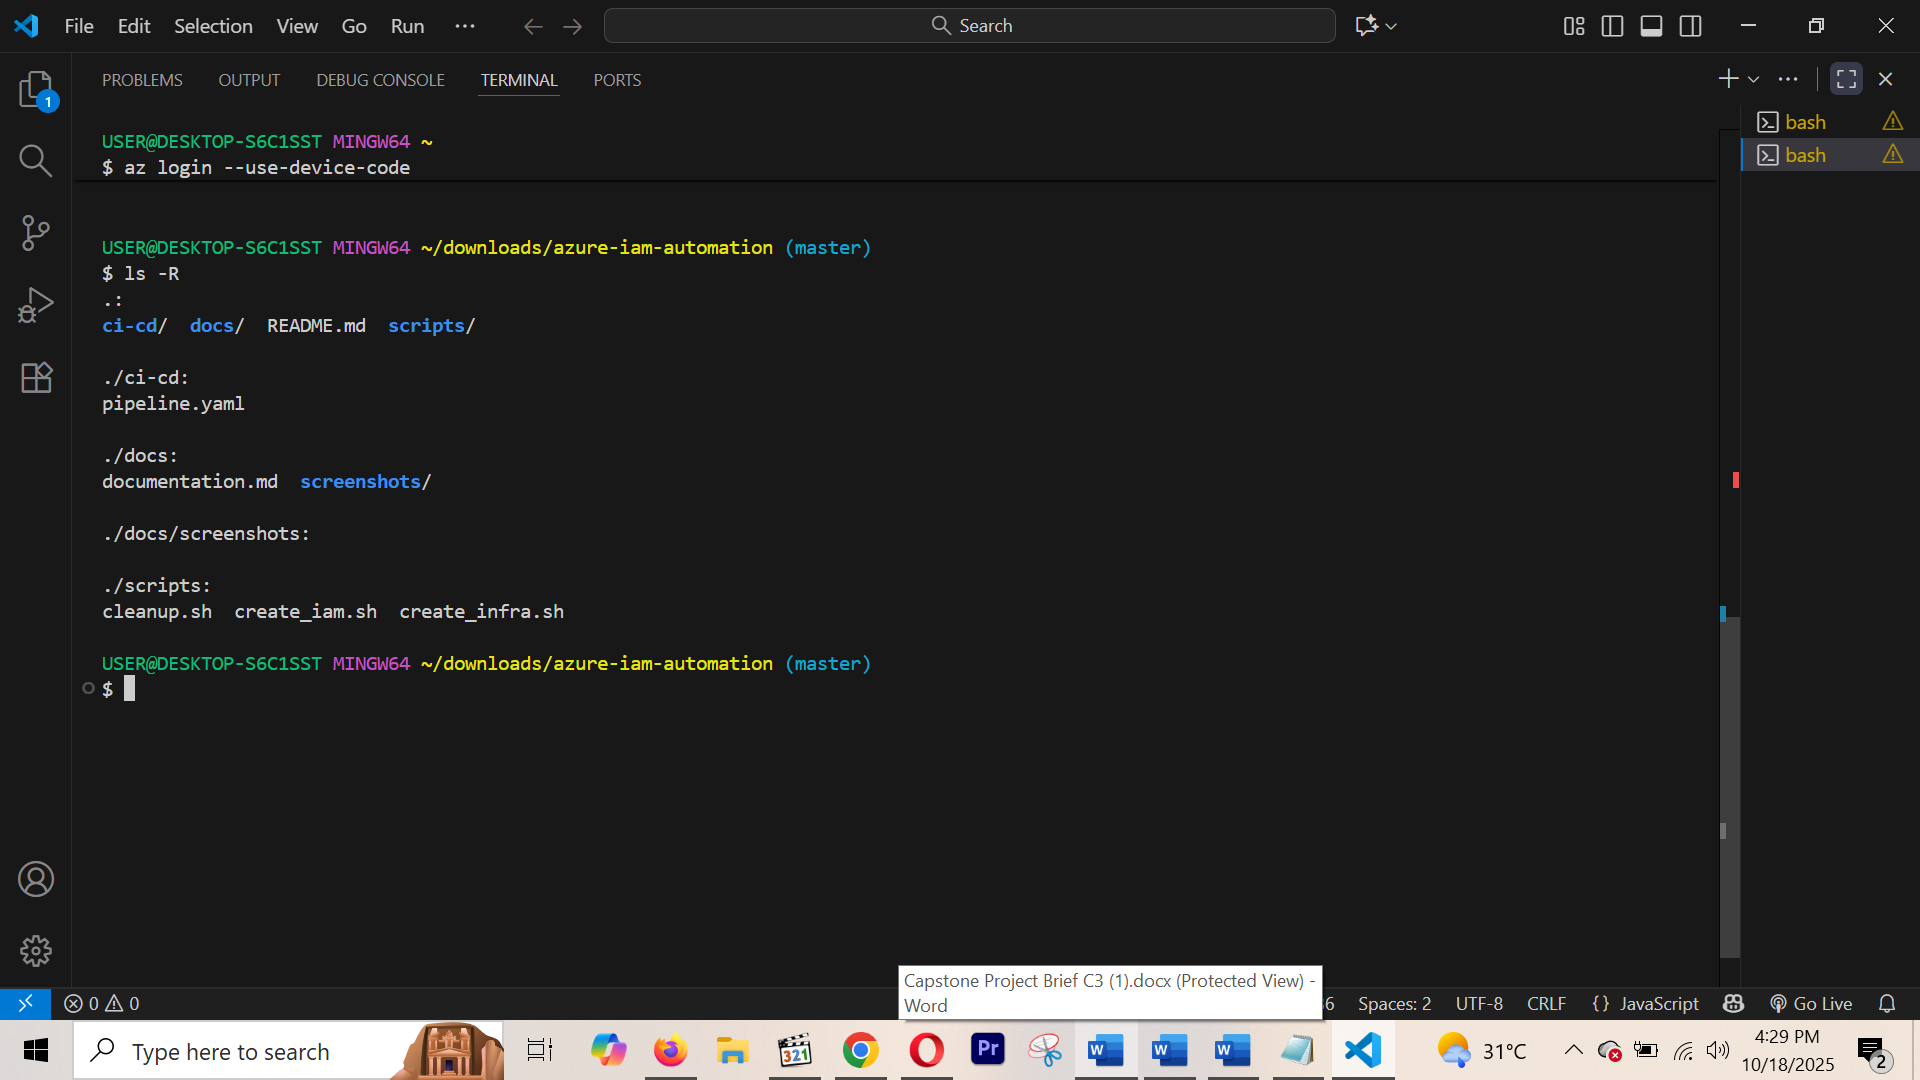 File Edit Selection View Go Run ··· Search
PROBLEMS OUTPUT DEBUG CONSOLE TERMINAL PORTS
1
bash
bash
USER@DESKTOP-S6C1SST MINGW64 ~
$ az login --use-device-code
USER@DESKTOP-S6C1SST MINGW64 ~/downloads/azure-iam-automation (master)
$ ls -R
.:
ci-cd/ docs/ README.md scripts/
./ci-cd:
pipeline.yaml
./docs:
documentation.md screenshots/
./docs/screenshots:
./scripts:
cleanup.sh create_iam.sh create_infra.sh
USER@DESKTOP-S6C1SST MINGW64 ~/downloads/azure-iam-automation (master)
$
Capstone Project Brief C3 (1).docx (Protected View) -
Word
0 0 Spaces: 2 UTF-8 CRLF {} JavaScript Go Live
Type here to search 321 Pr W W W 31°C 4:29 PM
10/18/2025 2